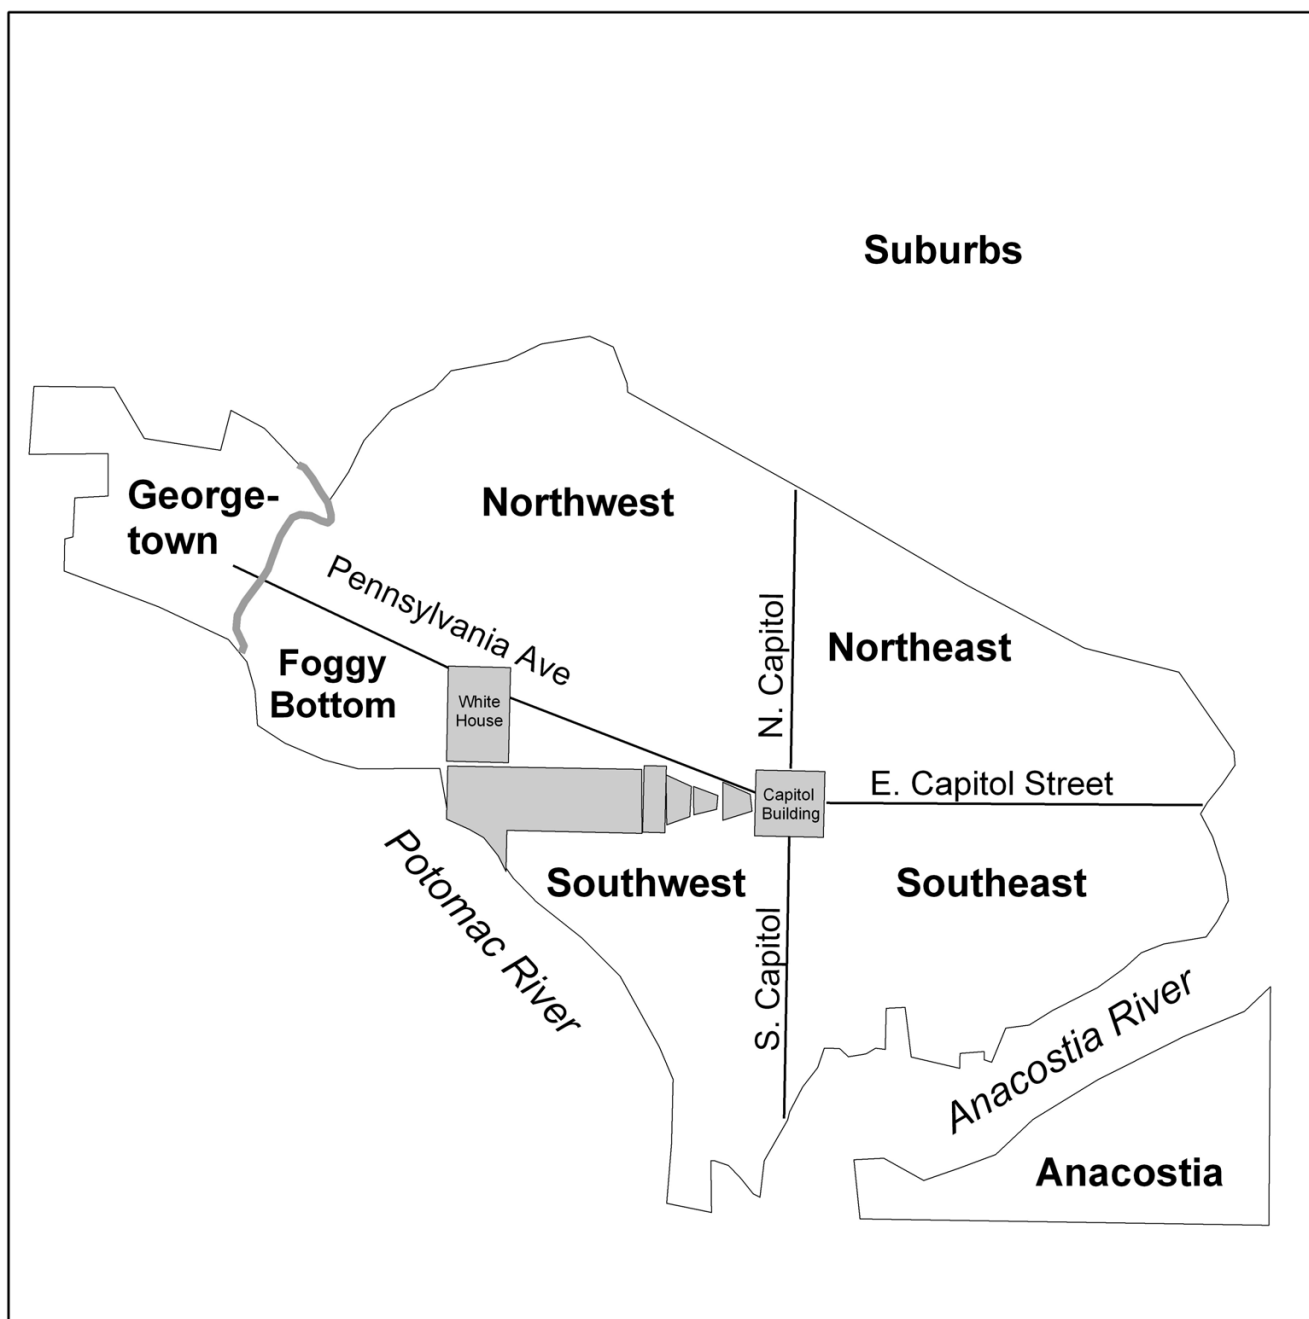 Suburbs
George-
town
Northwest
Pennsylvania Ave
N. Capitol
Northeast
Foggy
Bottom
White
House
E. Capitol Street
Capitol
Building
Potomac River
Southwest
Southeast
S. Capitol
Anacostia River
Anacostia